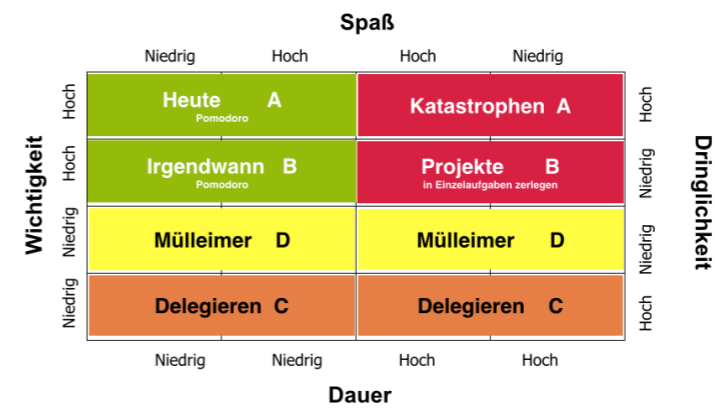 Spaß
Niedrig Hoch Hoch Niedrig
Wichtigkeit
Dringlichkeit
Hoch Heute A Katastrophen A Hoch
Pomodoro
Hoch Irgendwann B Projekte B Niedrig
Pomodoro in Einzelaufgaben zerlegen
Niedrig Mülleimer D Mülleimer D Niedrig
Niedrig Delegieren C Delegieren C Hoch
Niedrig Niedrig Hoch Hoch
Dauer